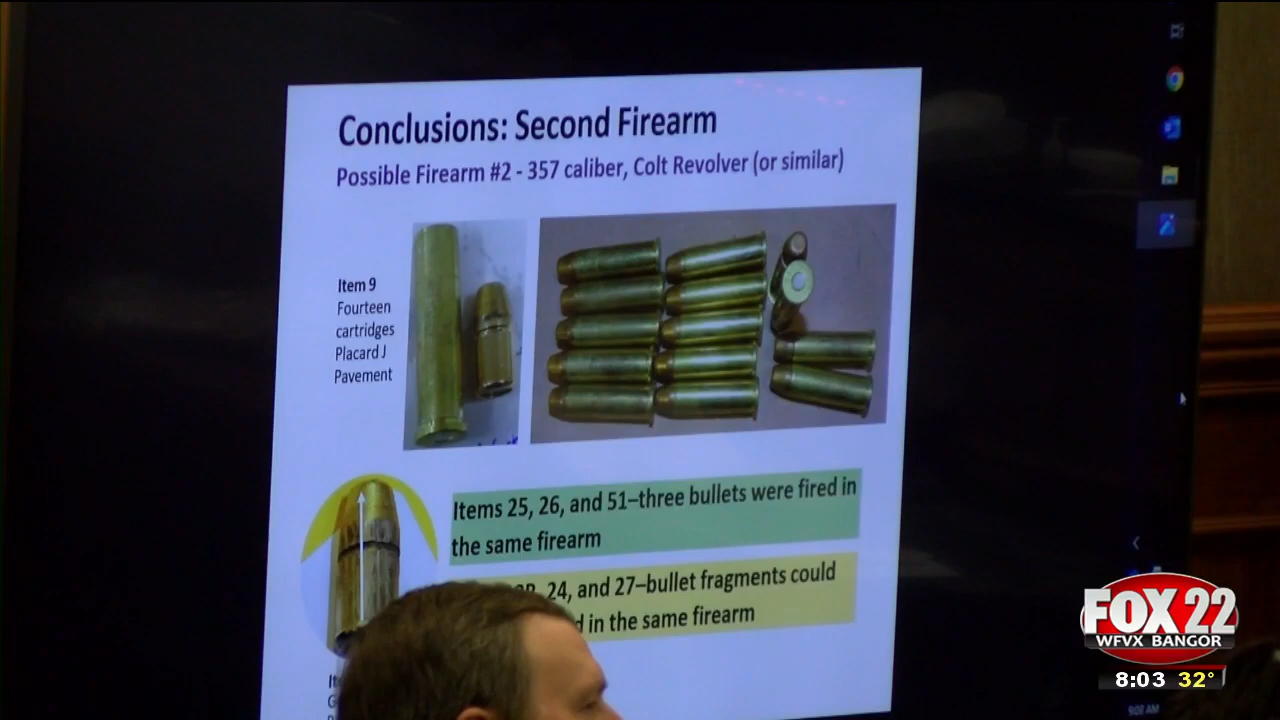 Conclusions: Second Firearm
Possible Firearm #2 - 357 caliber, Colt Revolver (or similar)
Item 9
Fourteen
cartridges
Placard J
Pavement
Items 25, 26, and 51–three bullets were fired in
the same firearm
24, and 27–bullet fragments could
in the same firearm
FOX 22
WFVX BANGOR
8:03 32°